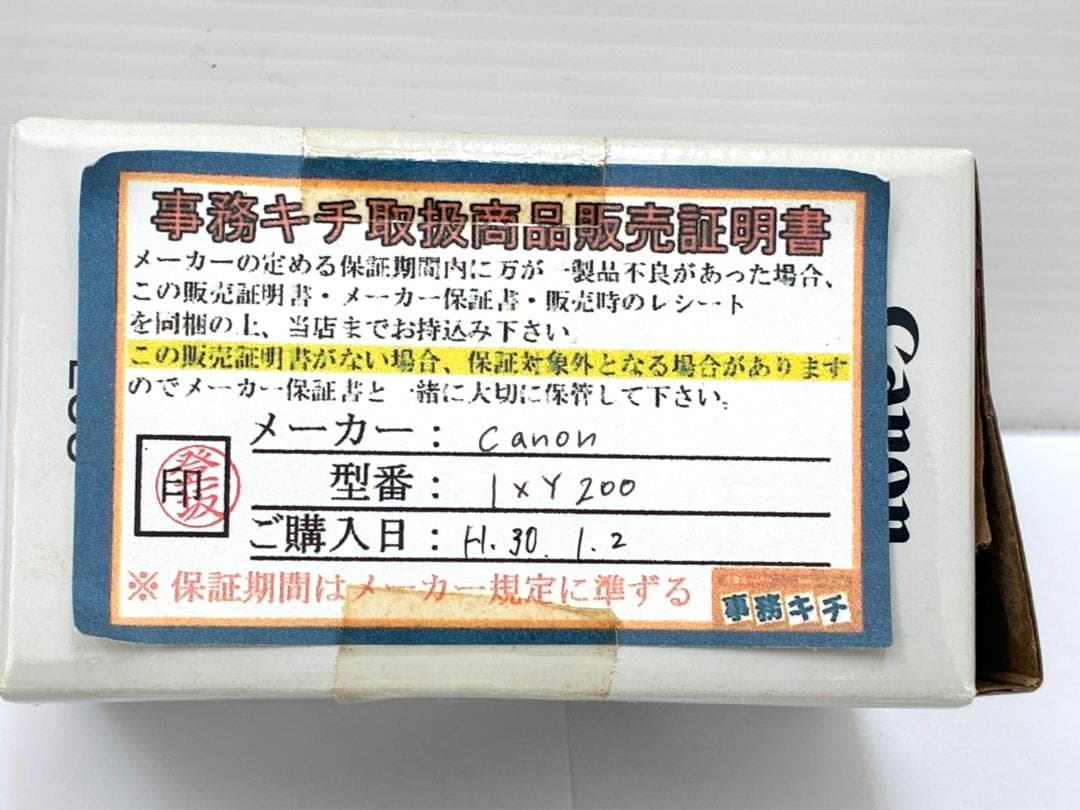 事務キチ取扱商品販売証明書
メーカーの定める保証期間内に万が一製品不良があった場合、
この販売証明書・メーカー保証書・販売時のレシート
を同梱の上、当店までお持込み下さい。
この販売証明書がない場合、保証対象外となる場合があります
のでメーカー保証書と一緒に大切に保管して下さい。
メーカー： Canon
印
型番： 1xY200
ご購入日：H.30. 1.2
※保証期間はメーカー規定に準ずる
事務キチ
Canon